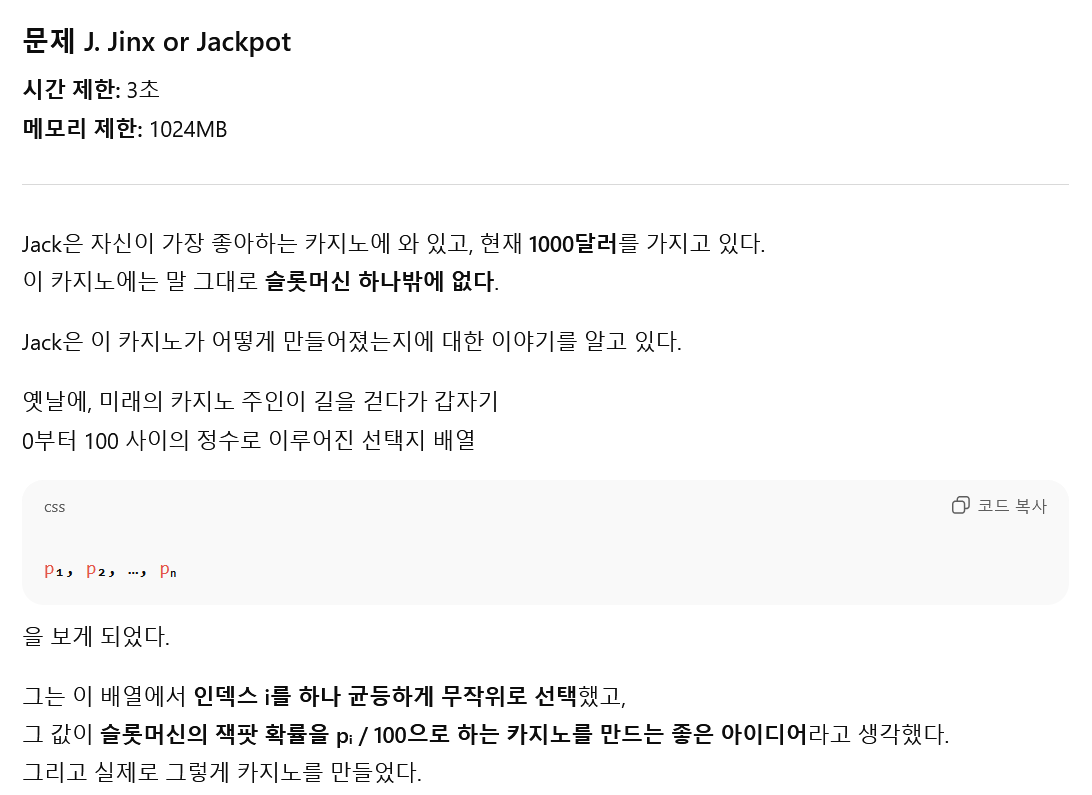 문제 J. Jinx or Jackpot
시간 제한: 3초
메모리 제한: 1024MB
Jack은 자신이 가장 좋아하는 카지노에 와 있고, 현재 1000달러를 가지고 있다.
이 카지노에는 말 그대로 슬롯머신 하나밖에 없다.
Jack은 이 카지노가 어떻게 만들어졌는지에 대한 이야기를 알고 있다.
옛날에, 미래의 카지노 주인이 길을 걷다가 갑자기
0부터 100 사이의 정수로 이루어진 선택지 배열
css
코드 복사
p₁, p₂, …, pₙ
을 보게 되었다.
그는 이 배열에서 인덱스 i를 하나 균등하게 무작위로 선택했고,
그 값이 슬롯머신의 잭팟 확률을 pᵢ / 100으로 하는 카지노를 만드는 좋은 아이디어라고 생각했다.
그리고 실제로 그렇게 카지노를 만들었다.